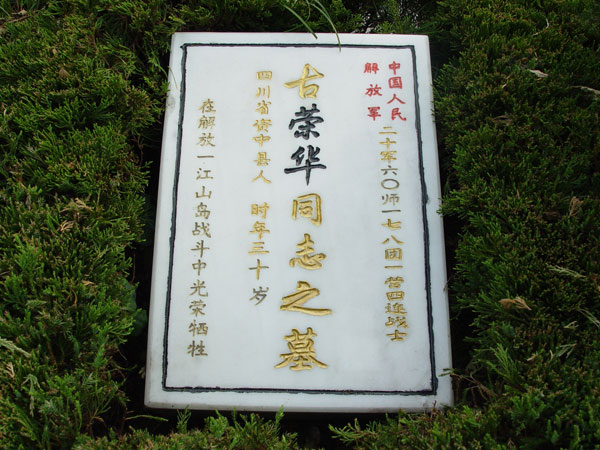 中国人民
解放军
二十军六〇师一七八团一营四连战士
古荣华同志之墓
四川省资中县人 时年三十岁
在解放一江山岛战斗中光荣牺牲